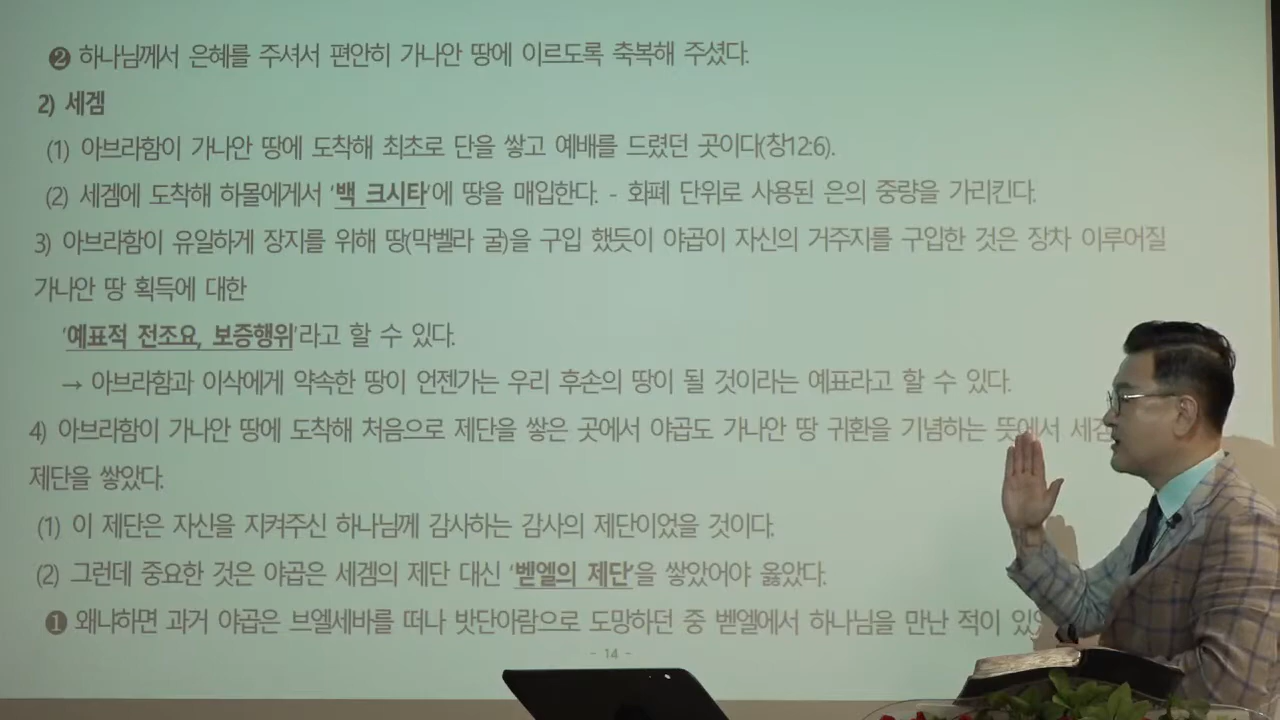 ❷ 하나님께서 은혜를 주셔서 편안히 가나안 땅에 이르도록 축복해 주셨다.
2) 세겜
(1) 아브라함이 가나안 땅에 도착해 최초로 단을 쌓고 예배를 드렸던 곳이다(창12:6).
(2) 세겜에 도착해 하몰에게서 '백 크시타'에 땅을 매입한다. - 화폐 단위로 사용된 은의 중량을 가리킨다.
3) 아브라함이 유일하게 장지를 위해 땅(막벨라 굴)을 구입 했듯이 야곱이 자신의 거주지를 구입한 것은 장차 이루어질
가나안 땅 획득에 대한
'예표적 전조요, 보증행위'라고 할 수 있다.
→ 아브라함과 이삭에게 약속한 땅이 언젠가는 우리 후손의 땅이 될 것이라는 예표라고 할 수 있다.
4) 아브라함이 가나안 땅에 도착해 처음으로 제단을 쌓은 곳에서 야곱도 가나안 땅 귀환을 기념하는 뜻에서 세겜
제단을 쌓았다.
(1) 이 제단은 자신을 지켜주신 하나님께 감사하는 감사의 제단이었을 것이다.
(2) 그런데 중요한 것은 야곱은 세겜의 제단 대신 '벧엘의 제단'을 쌓았어야 옳았다.
❶ 왜냐하면 과거 야곱은 브엘세바를 떠나 밧단아람으로 도망하던 중 벧엘에서 하나님을 만난 적이
- 14 -